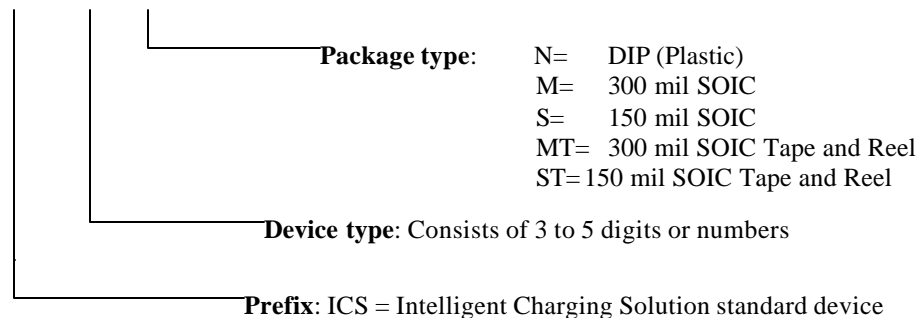 Package type: N= DIP (Plastic)
M= 300 mil SOIC
S= 150 mil SOIC
MT= 300 mil SOIC Tape and Reel
ST= 150 mil SOIC Tape and Reel
Device type: Consists of 3 to 5 digits or numbers
Prefix: ICS = Intelligent Charging Solution standard device